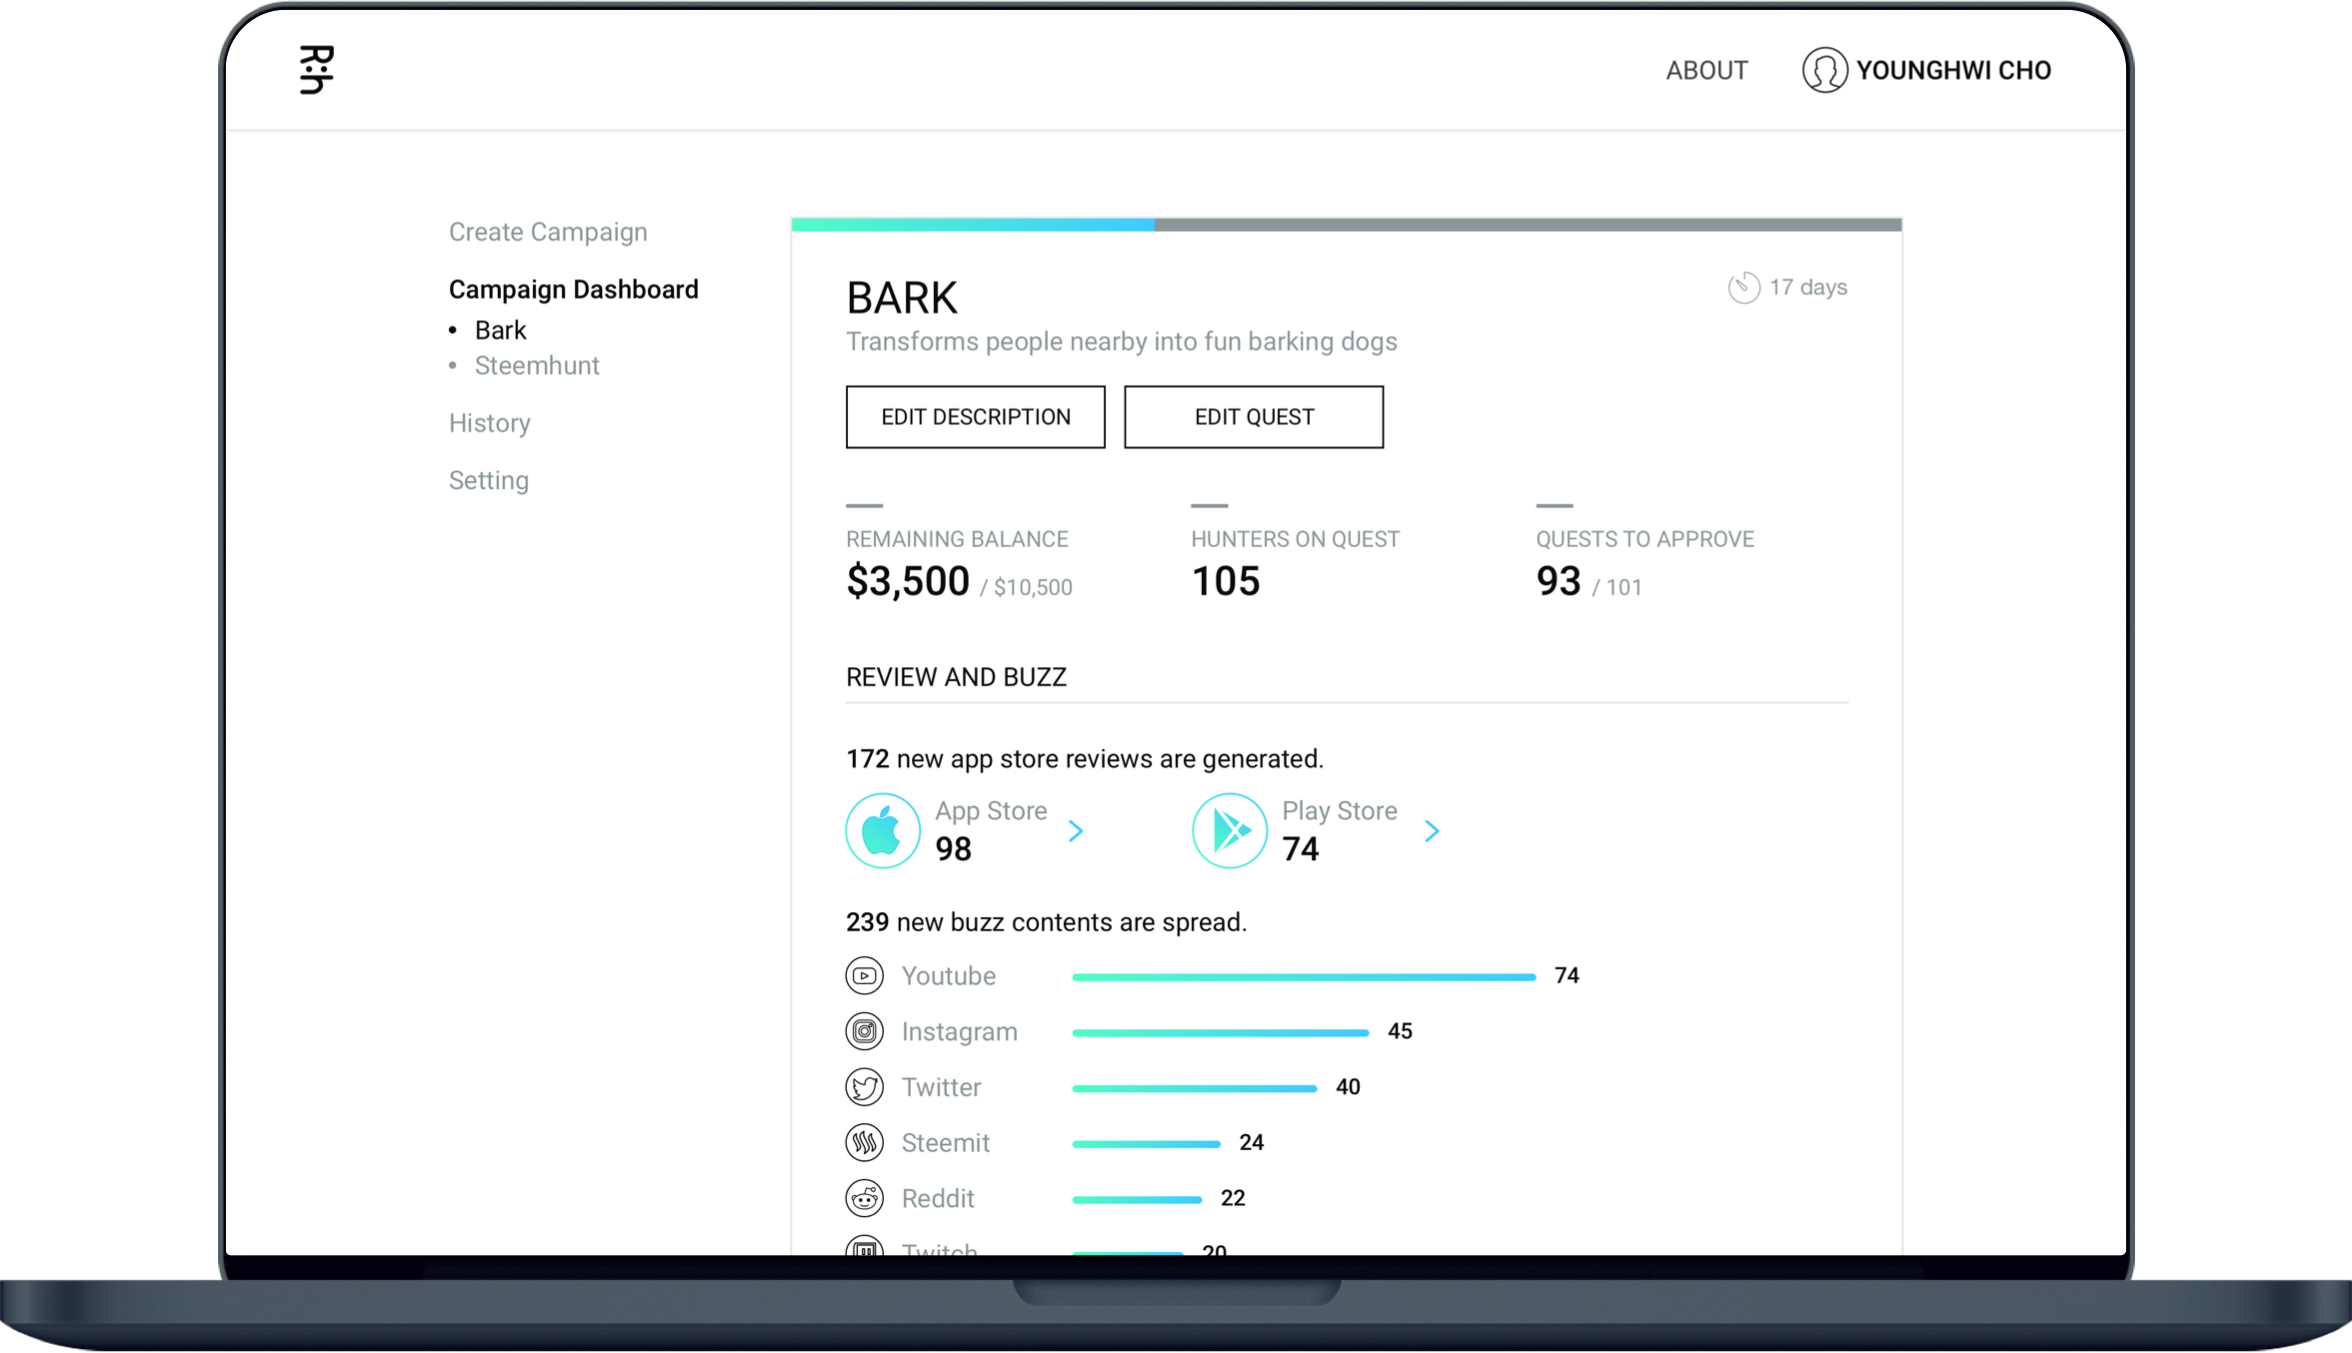 R:h
ABOUT
YOUNGHWI CHO
Create Campaign
Campaign Dashboard
• Bark
• Steemhunt
History
Setting
BARK
17 days
Transforms people nearby into fun barking dogs
EDIT DESCRIPTION
EDIT QUEST
REMAINING BALANCE
$3,500 / $10,500
HUNTERS ON QUEST
105
QUESTS TO APPROVE
93 / 101
REVIEW AND BUZZ
172 new app store reviews are generated.
App Store
98
Play Store
74
239 new buzz contents are spread.
Youtube 74
Instagram 45
Twitter 40
Steemit 24
Reddit 22
Twitch 20